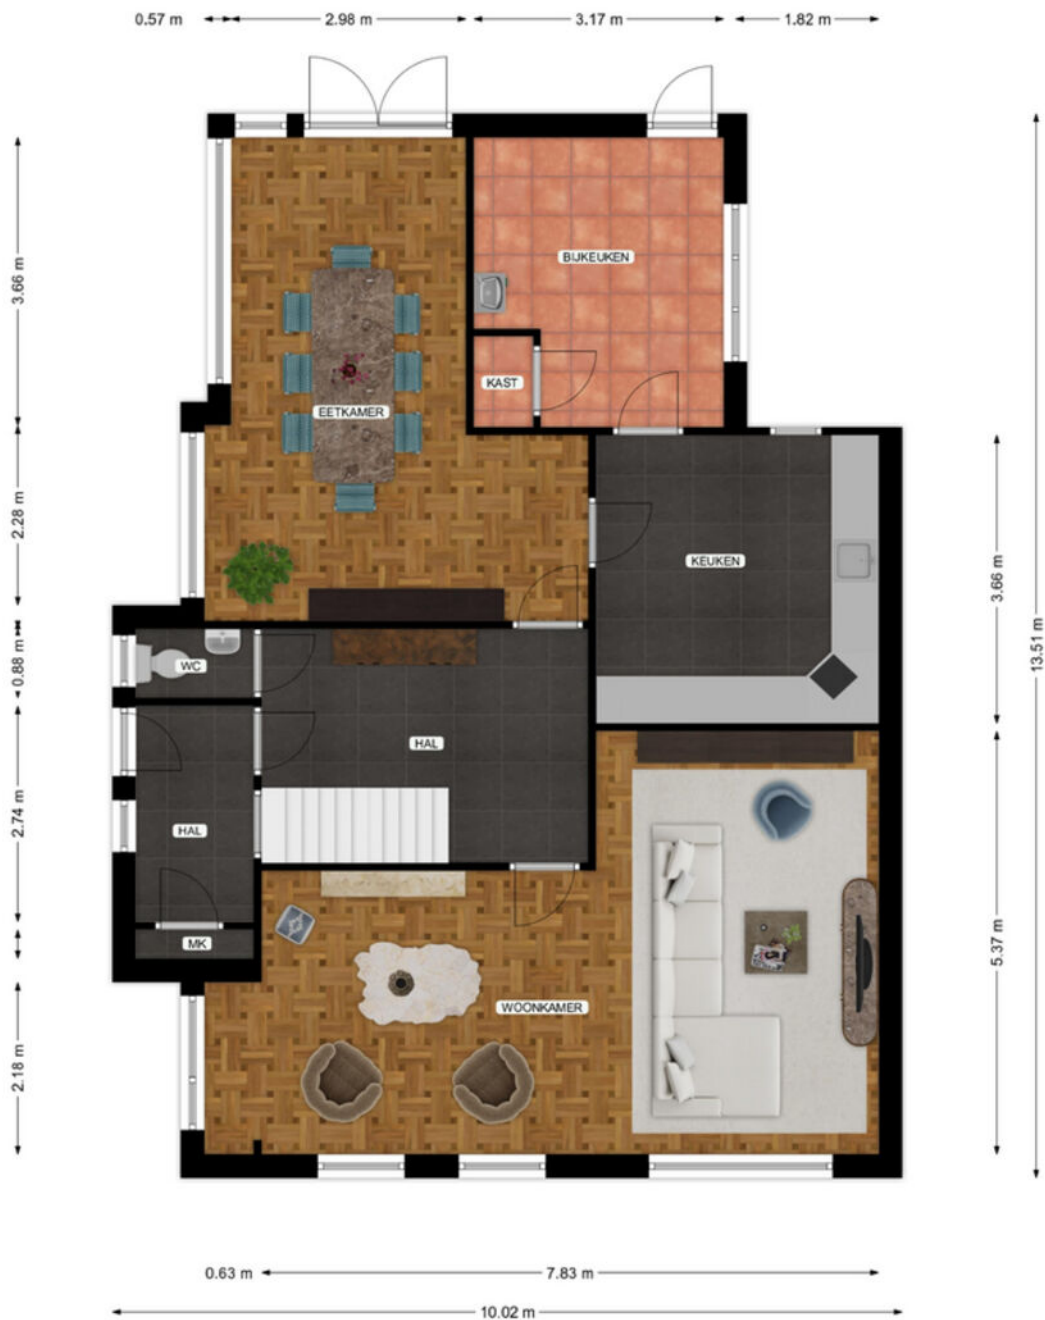 0.57 m 2.98 m 3.17 m 1.82 m
3.66 m
BIJKEUKEN
KAST
EETKAMER
2.28 m
KEUKEN
3.66 m
13.51 m
0.88 m
WC
HAL
2.74 m
HAL
MK
5.37 m
WOONKAMER
2.18 m
0.63 m 7.83 m
10.02 m